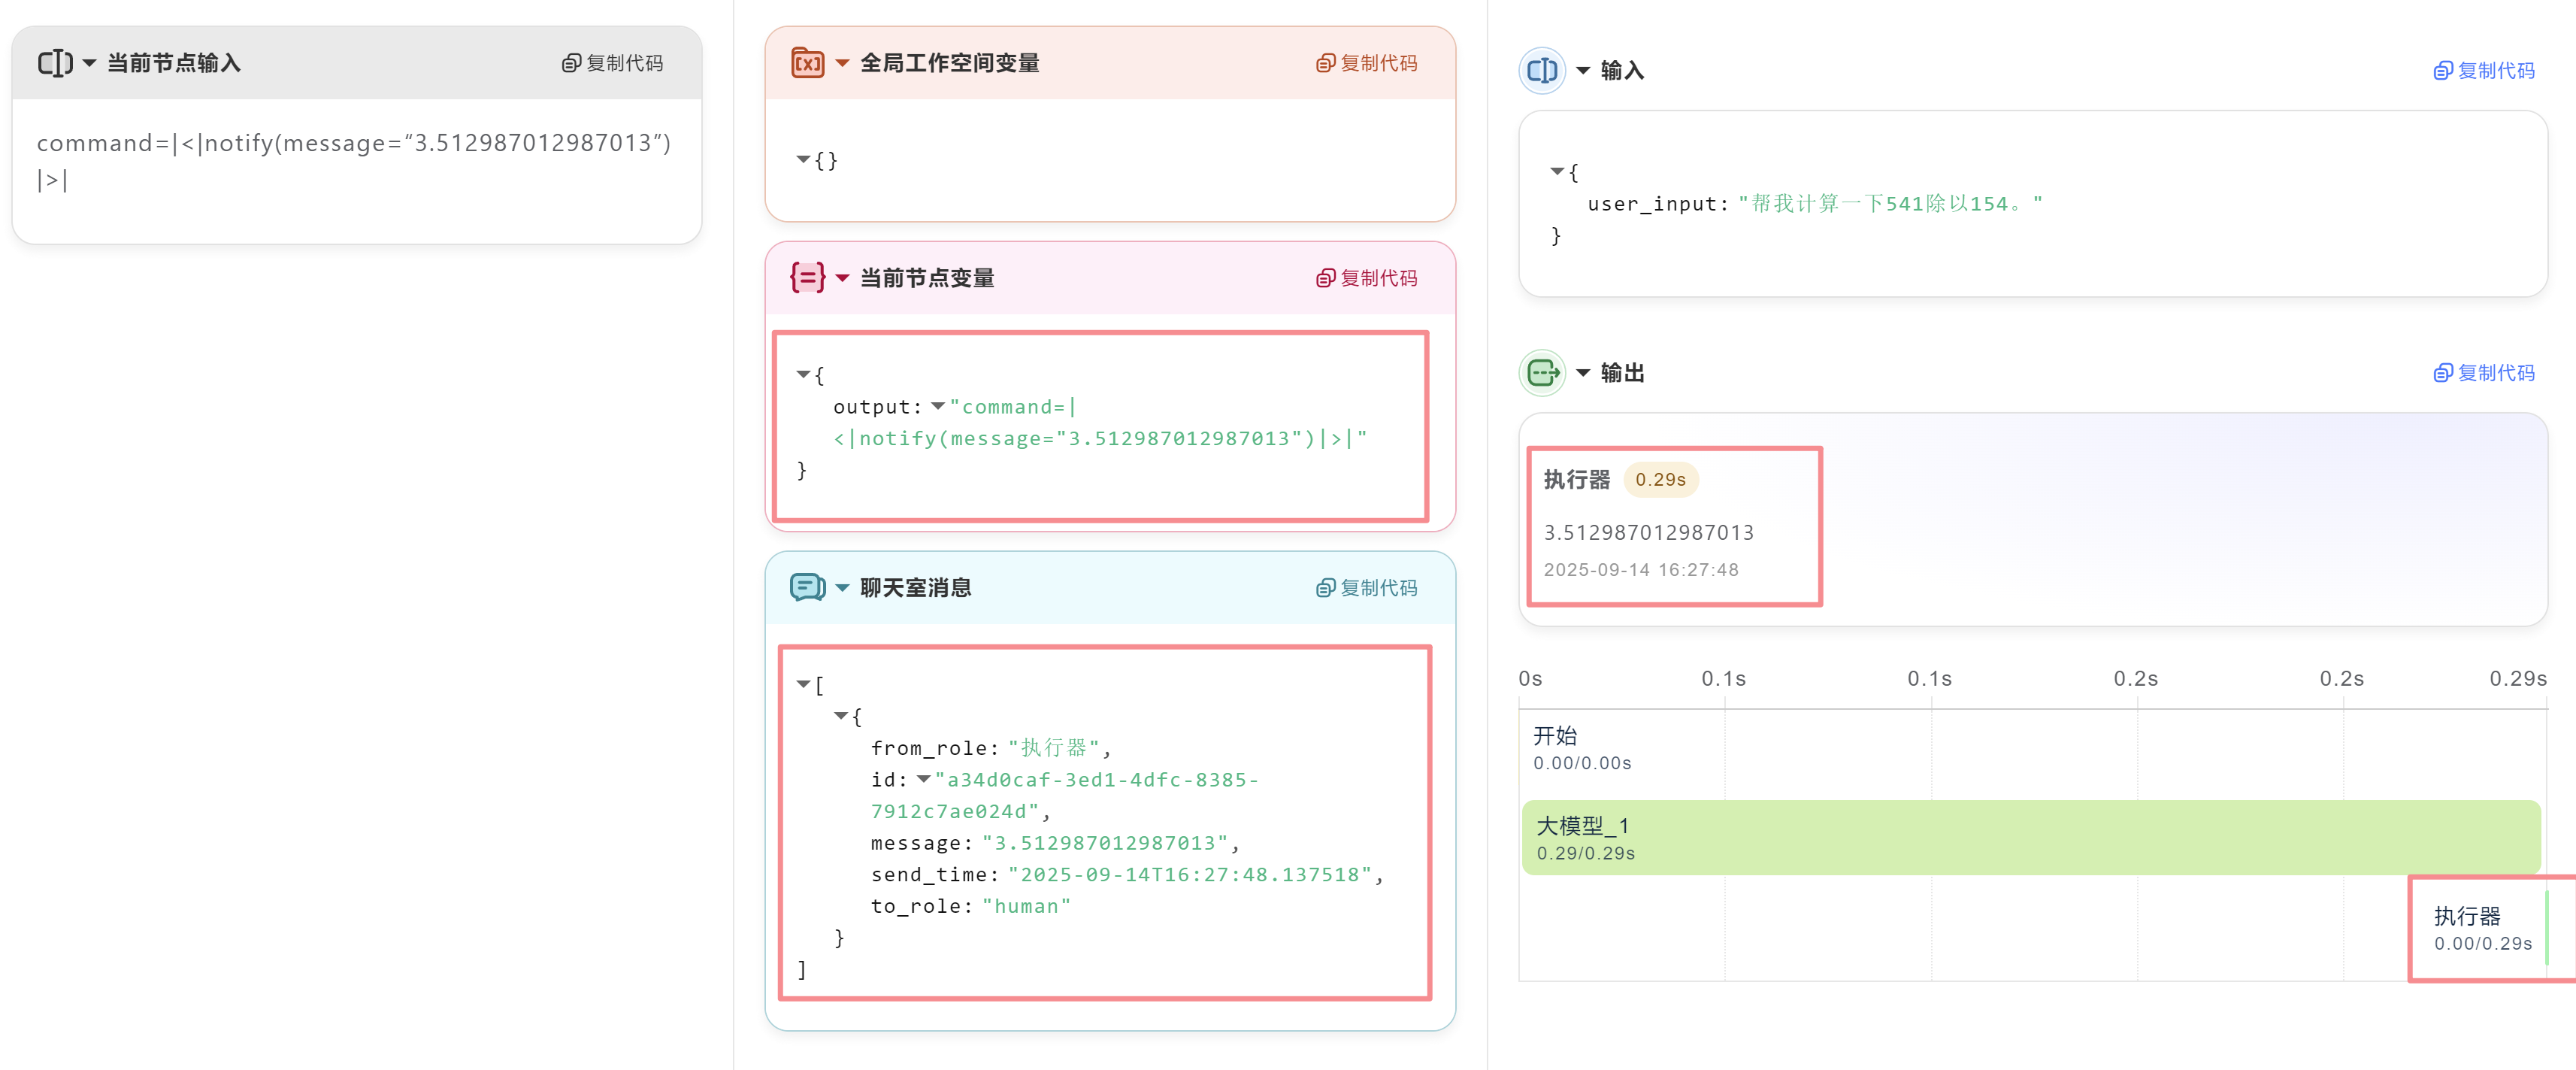 当前节点输入
复制代码
command=|<|notify(message=“3.512987012987013”)
|>|
全局工作空间变量
复制代码
{}
当前节点变量
复制代码
{
output: "command=|
<|notify(message="3.512987012987013")|>|"
}
聊天室消息
复制代码
[
{
from_role: "执行器",
id: "a34d0caf-3ed1-4dfc-8385-
7912c7ae024d",
message: "3.512987012987013",
send_time: "2025-09-14T16:27:48.137518",
to_role: "human"
}
]
输入
复制代码
{
user_input: "帮我计算一下541除以154。"
}
输出
复制代码
执行器 0.29s
3.512987012987013
2025-09-14 16:27:48
0s 0.1s 0.1s 0.2s 0.2s 0.29s
开始
0.00/0.00s
大模型_1
0.29/0.29s
执行器
0.00/0.29s